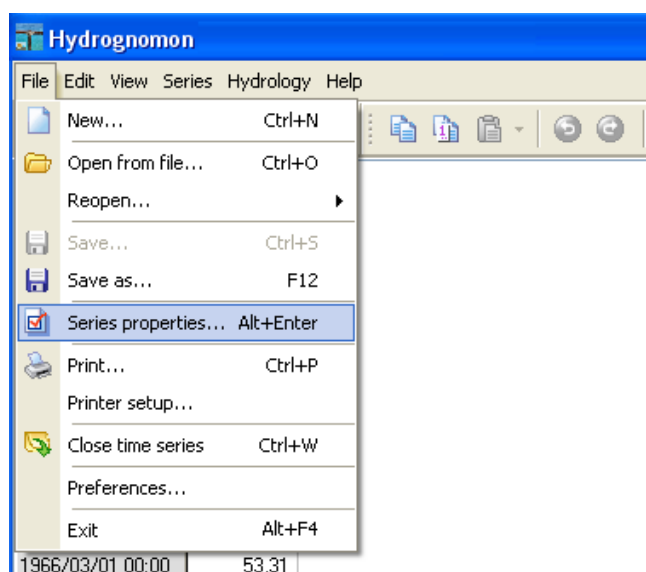 Hydrognomon
File Edit View Series Hydrology Help
New... Ctrl+N
Open from file... Ctrl+O
Reopen...
Save... Ctrl+S
Save as... F12
Series properties... Alt+Enter
Print... Ctrl+P
Printer setup...
Close time series Ctrl+W
Preferences...
Exit Alt+F4
1966/03/01 00:00 53.31